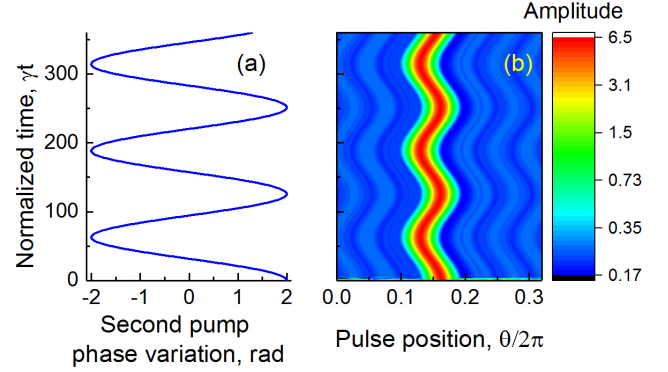 Amplitude
(a)
(b)
Normalized time, γt
300
200
100
0
-2 -1 0 1 2
Second pump
phase variation, rad
0.0 0.1 0.2 0.3
Pulse position, θ/2π
6.5
3.1
1.5
0.73
0.35
0.17